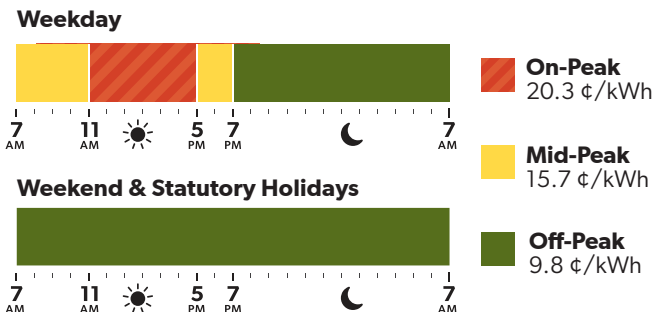 Weekday
7 AM 11 AM 5 PM 7 PM 7 AM
Weekend & Statutory Holidays
7 AM 11 AM 5 PM 7 PM 7 AM
On-Peak
20.3 ¢/kWh
Mid-Peak
15.7 ¢/kWh
Off-Peak
9.8 ¢/kWh